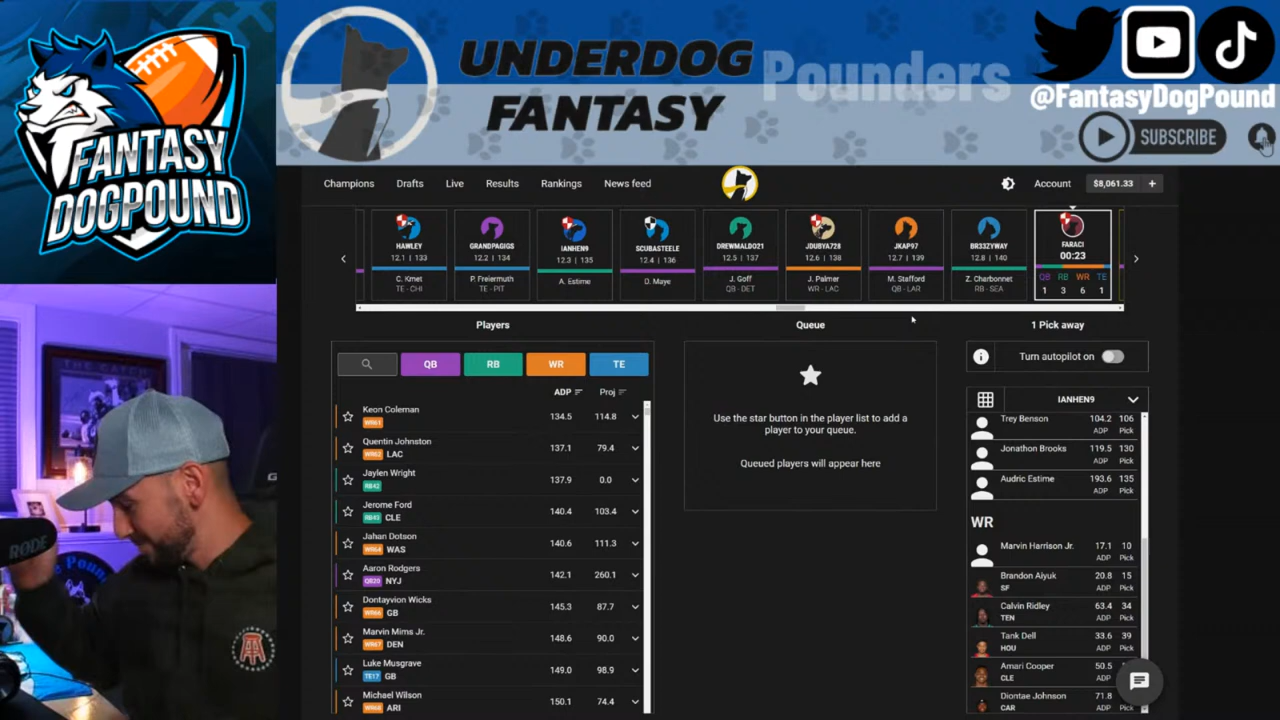 FANTASY
DOGPOUND
UNDERDOG
FANTASY
Pounders
@FantasyDogPound
SUBSCRIBE
Champions Drafts Live Results Rankings News feed Account $8,061.33 +
HAWLEY
12.1 | 133
C. Kmet
TE - CHI
GRANDPAGIGS
12.2 | 134
P. Freiermuth
TE - PIT
IANHEN9
12.3 | 135
A. Estime
SCUBASTEELE
12.4 | 136
D. Maye
DREWMALDO21
12.5 | 137
J. Goff
QB - DET
JDUBYA728
12.6 | 138
J. Palmer
WR - LAC
JKAP97
12.7 | 139
M. Stafford
QB - LAR
BR33ZYWAY
12.8 | 140
Z. Charbonnet
RB - SEA
FARACI
00:23
QB RB WR TE
1 3 6 1
Players
QB RB WR TE
ADP Proj
Keon Coleman
WR61
134.5 114.8
Quentin Johnston
WR62 LAC
137.1 79.4
Jaylen Wright
RB42
137.9 0.0
Jerome Ford
RB43 CLE
140.4 103.4
Jahan Dotson
WR64 WAS
140.6 111.3
Aaron Rodgers
QB20 NYJ
142.1 260.1
Dontayvion Wicks
WR66 GB
145.3 87.7
Marvin Mims Jr.
WR67 DEN
148.6 90.0
Luke Musgrave
TE17 GB
149.0 98.9
Michael Wilson
ARI
150.1 74.4
Queue
Use the star button in the player list to add a
player to your queue.
Queued players will appear here
1 Pick away
Turn autopilot on
IANHEN9
Trey Benson 104.2 106
ADP Pick
Jonathon Brooks 119.5 130
ADP Pick
Audric Estime 193.6 135
ADP Pick
WR
Marvin Harrison Jr. 17.1 10
ADP Pick
Brandon Aiyuk 20.8 15
SF ADP Pick
Calvin Ridley 63.4 34
TEN ADP Pick
Tank Dell 33.6 39
HOU ADP Pick
Amari Cooper 50.5
CLE ADP
Diontae Johnson 71.8
CAR ADP Pick
RODE
THE CATCH